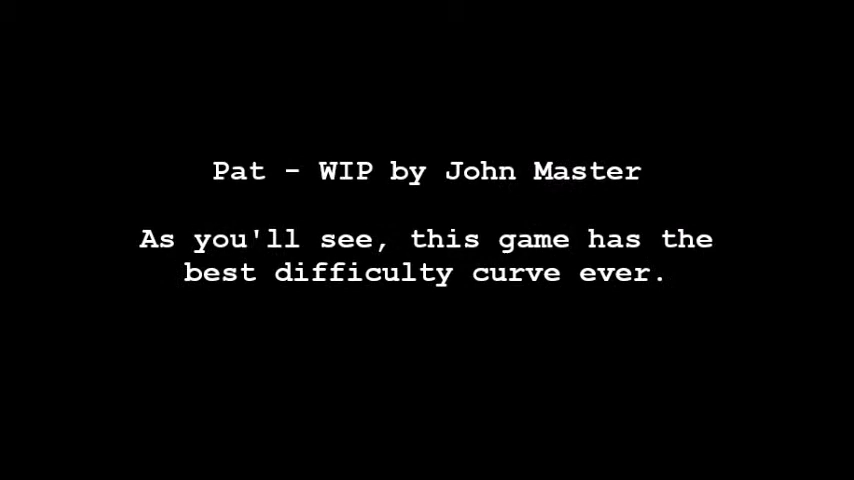 Pat - WIP by John Master
As you'll see, this game has the
best difficulty curve ever.